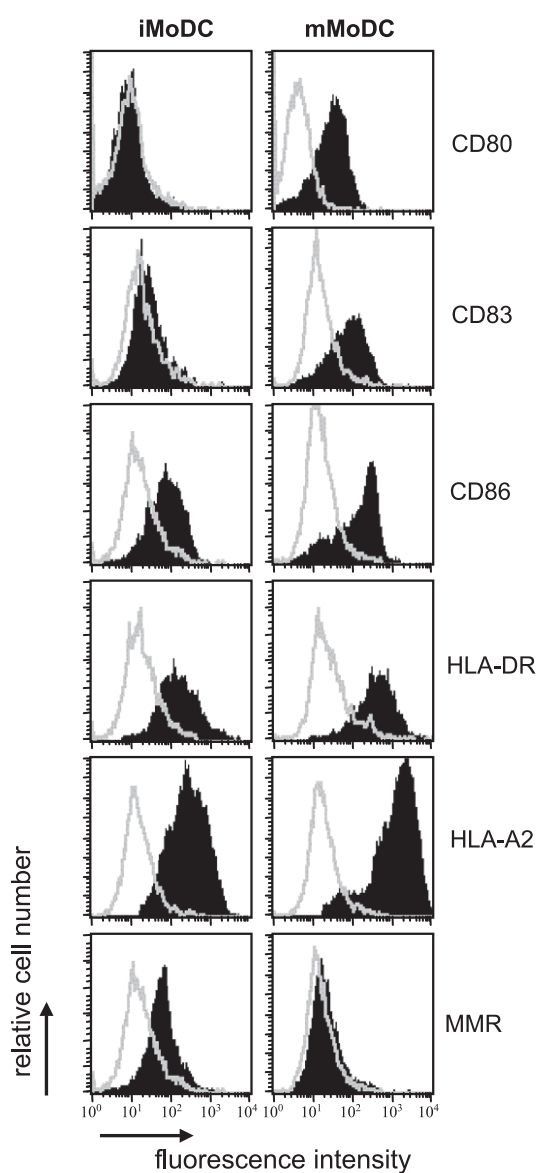 iMoDC mMoDC
CD80
CD83
CD86
HLA-DR
HLA-A2
MMR
relative cell number
10⁰ 10¹ 10² 10³ 10⁴ 10⁰ 10¹ 10² 10³ 10⁴
fluorescence intensity